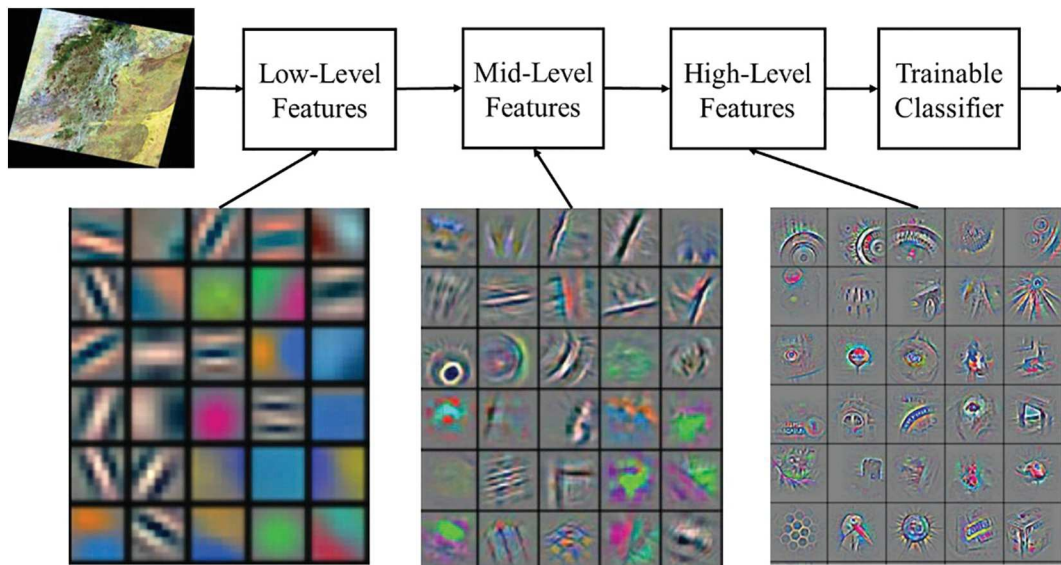 Low-Level
Features
Mid-Level
Features
High-Level
Features
Trainable
Classifier